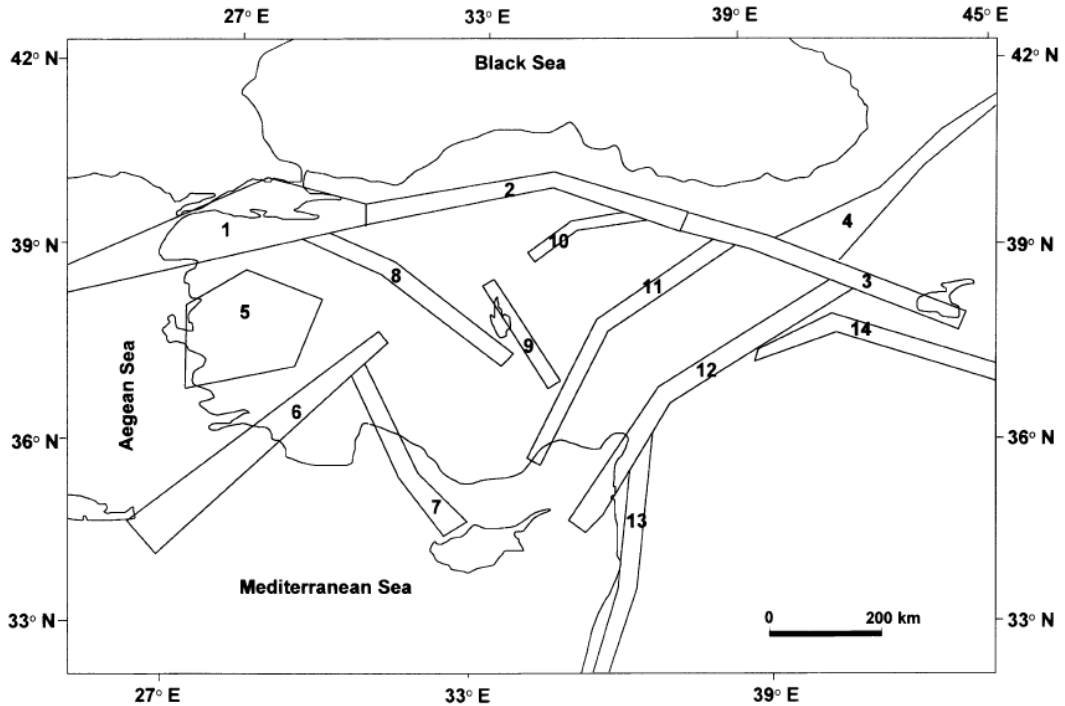 27° E 33° E 39° E 45° E
42° N 42° N
Black Sea
2
4
1 39° N 39° N
10
8 11 3
5 14
9
12
6
Aegean Sea
36° N 36° N
7
13
Mediterranean Sea
33° N 0 200 km 33° N
27° E 33° E 39° E